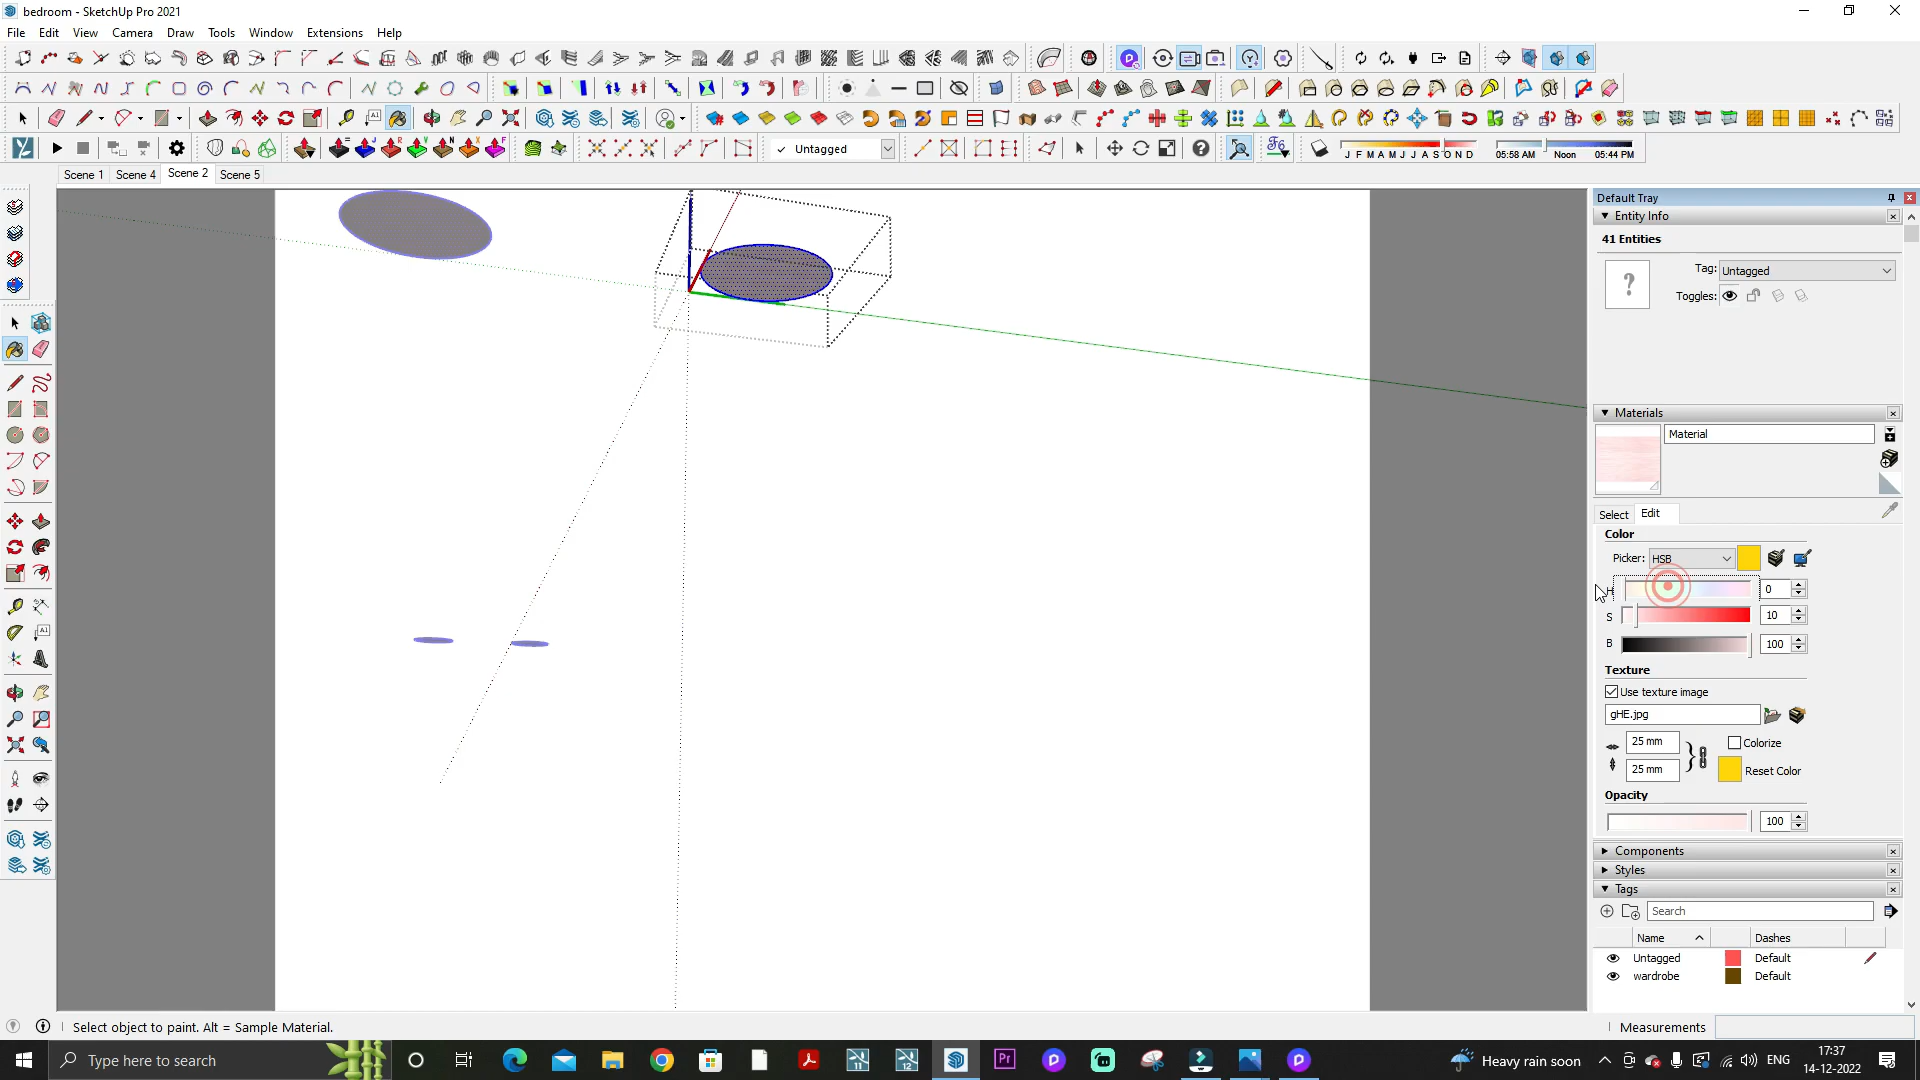 bedroom - SketchUp Pro 2021
File Edit View Camera Draw Tools Window Extensions Help
Untagged
J F M A M J J A S O N D
05:58 AM Noon 05:44 PM
Scene 1 Scene 4 Scene 2 Scene 5
Default Tray
Entity Info
41 Entities
Tag: Untagged
Toggles:
Materials
Material
Select Edit
Color
Picker: HSB
H 0
S 10
B 100
Texture
Use texture image
gHE.jpg
25 mm Colorize
25 mm Reset Color
Opacity
100
Components
Styles
Tags
Search
Name Dashes
Untagged Default
wardrobe Default
Select object to paint. Alt = Sample Material.
Measurements
Type here to search
Heavy rain soon
ENG
17:37
14-12-2022